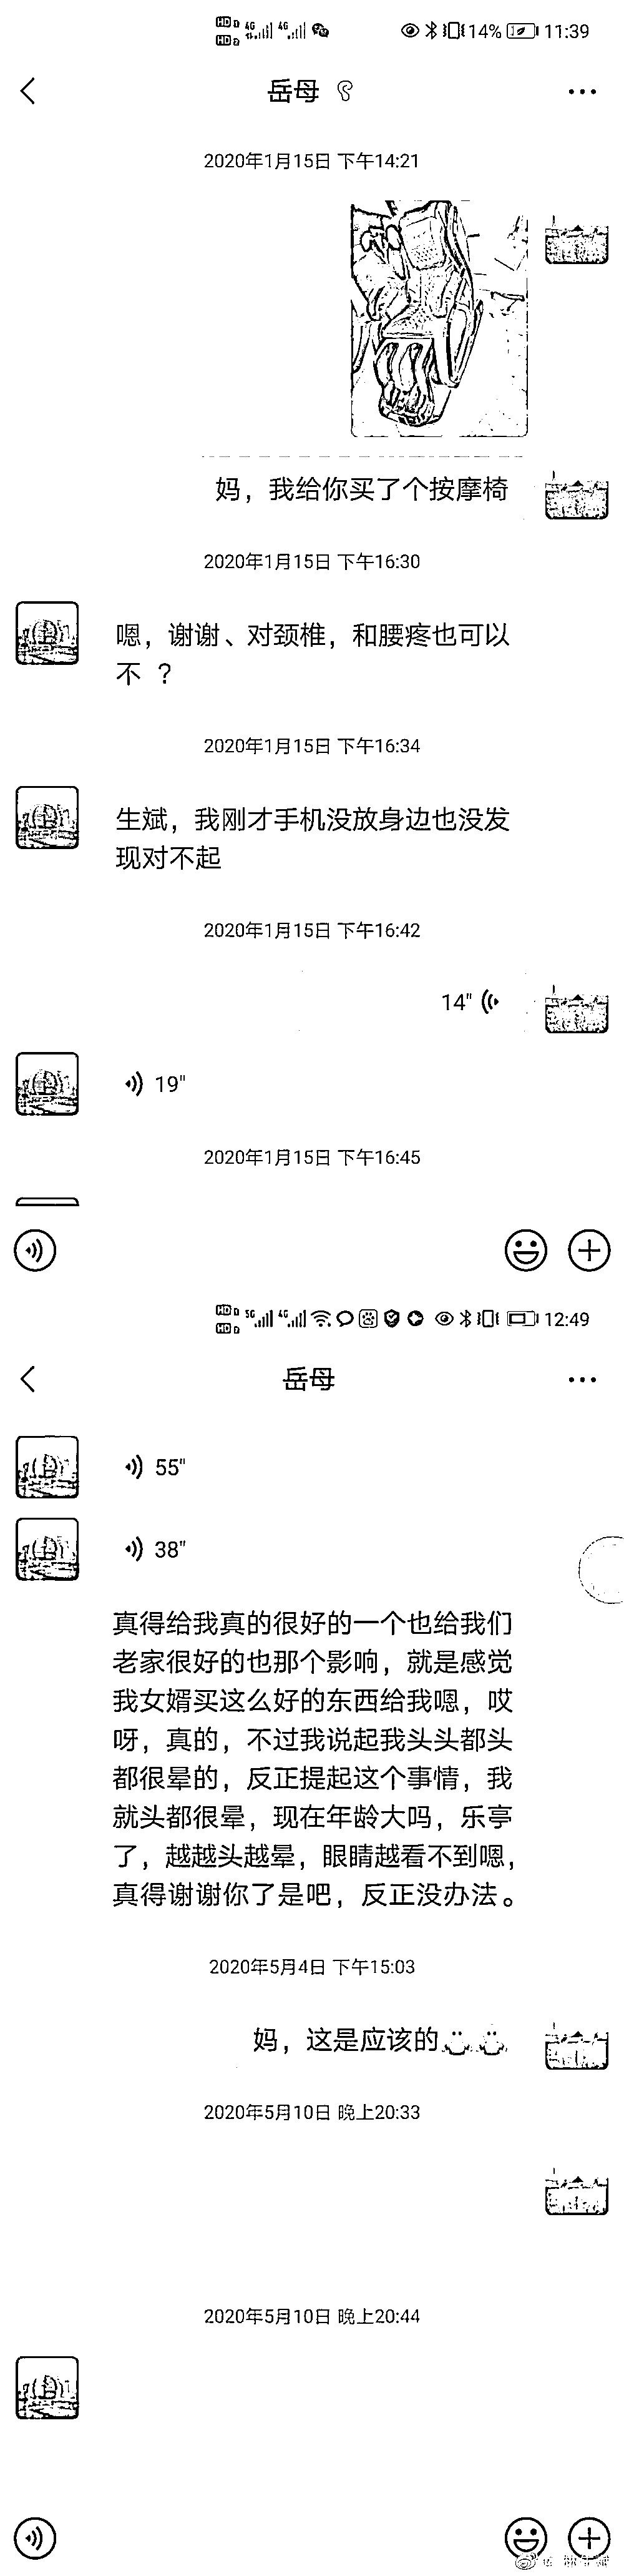 HD 4G 4G 14% 11:39
HD 2
岳母
2020年1月15日 下午14:21
妈，我给你买了个按摩椅
2020年1月15日 下午16:30
嗯，谢谢、对颈椎，和腰疼也可以
不 ？
2020年1月15日 下午16:34
生斌，我刚才手机没放身边也没发
现对不起
2020年1月15日 下午16:42
14"
19"
2020年1月15日 下午16:45
HD 5G 4G 12:49
HD
岳母
55"
38"
真得给我真的很好的一个也给我们
老家很好的也那个影响，就是感觉
我女婿买这么好的东西给我嗯，哎
呀，真的，不过我说起我头头都头
都很晕的，反正提起这个事情，我
就头都很晕，现在年龄大吗，乐亭
了，越越头越晕，眼睛越看不到嗯，
真得谢谢你了是吧，反正没办法。
2020年5月4日 下午15:03
妈，这是应该的
2020年5月10日 晚上20:33
2020年5月10日 晚上20:44